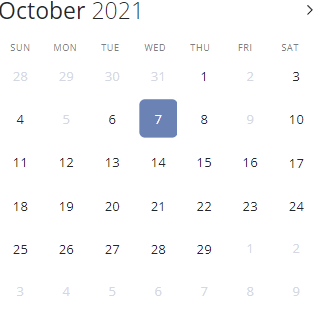 October 2021 >
SUN MON TUE WED THU FRI SAT
28 29 30 31 1 2 3
4 5 6 7 8 9 10
11 12 13 14 15 16 17
18 19 20 21 22 23 24
25 26 27 28 29 1 2
3 4 5 6 7 8 9